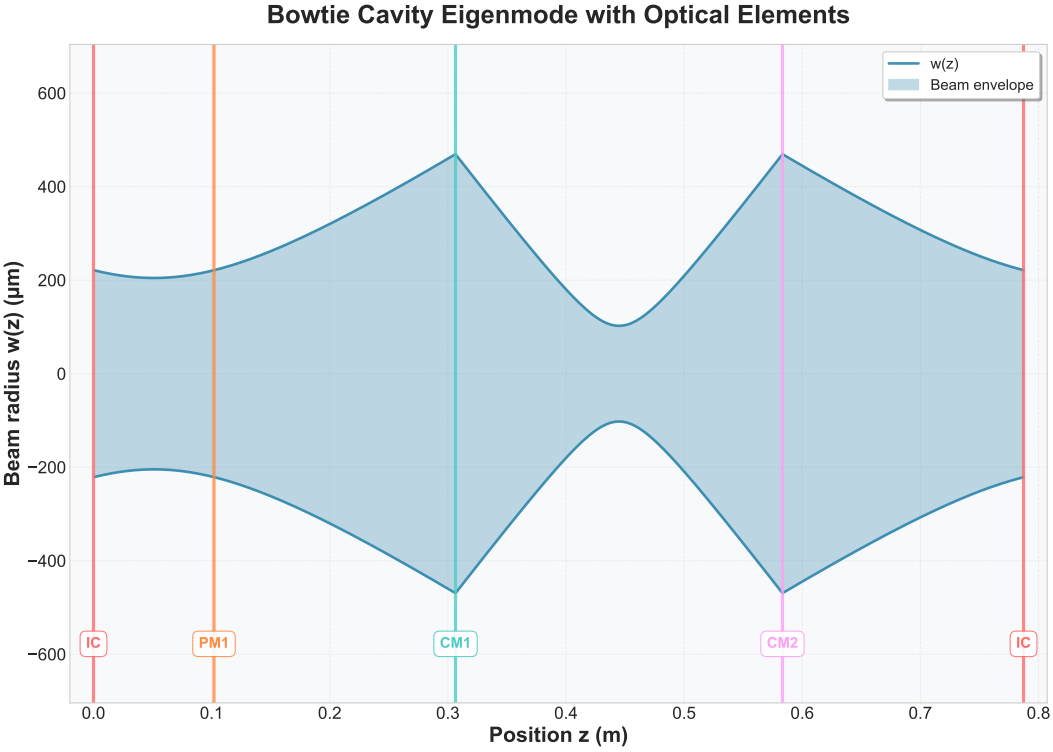 Bowtie Cavity Eigenmode with Optical Elements
w(z)
Beam envelope
Beam radius w(z) (µm)
600
400
200
0
−200
−400
−600
IC
PM1
CM1
CM2
IC
0.0
0.1
0.2
0.3
0.4
0.5
0.6
0.7
0.8
Position z (m)